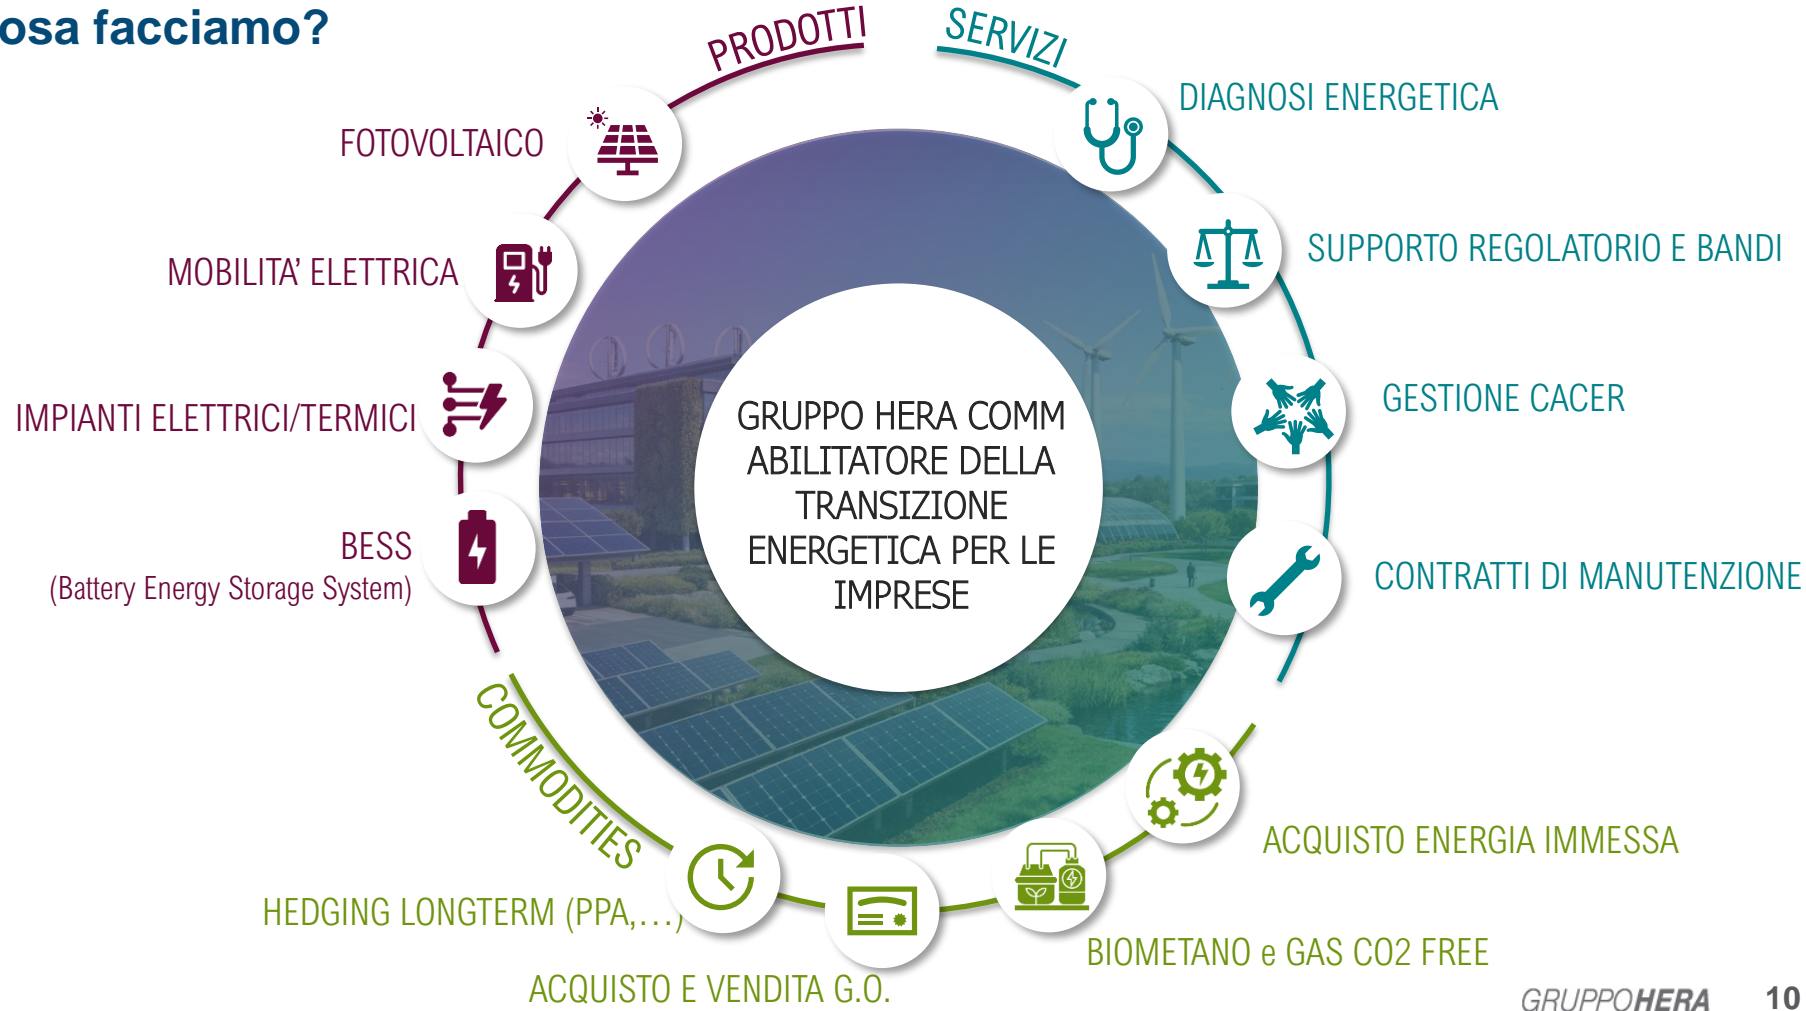 osa facciamo?
PRODOTTI
SERVIZI
FOTOVOLTAICO
MOBILITA’ ELETTRICA
IMPIANTI ELETTRICI/TERMICI
BESS
(Battery Energy Storage System)
DIAGNOSI ENERGETICA
SUPPORTO REGOLATORIO E BANDI
GESTIONE CACER
CONTRATTI DI MANUTENZIONE
GRUPPO HERA COMM
ABILITATORE DELLA
TRANSIZIONE
ENERGETICA PER LE
IMPRESE
COMMODITIES
HEDGING LONGTERM (PPA,…)
ACQUISTO E VENDITA G.O.
BIOMETANO e GAS CO2 FREE
ACQUISTO ENERGIA IMMESSA
GRUPPOHERA
10